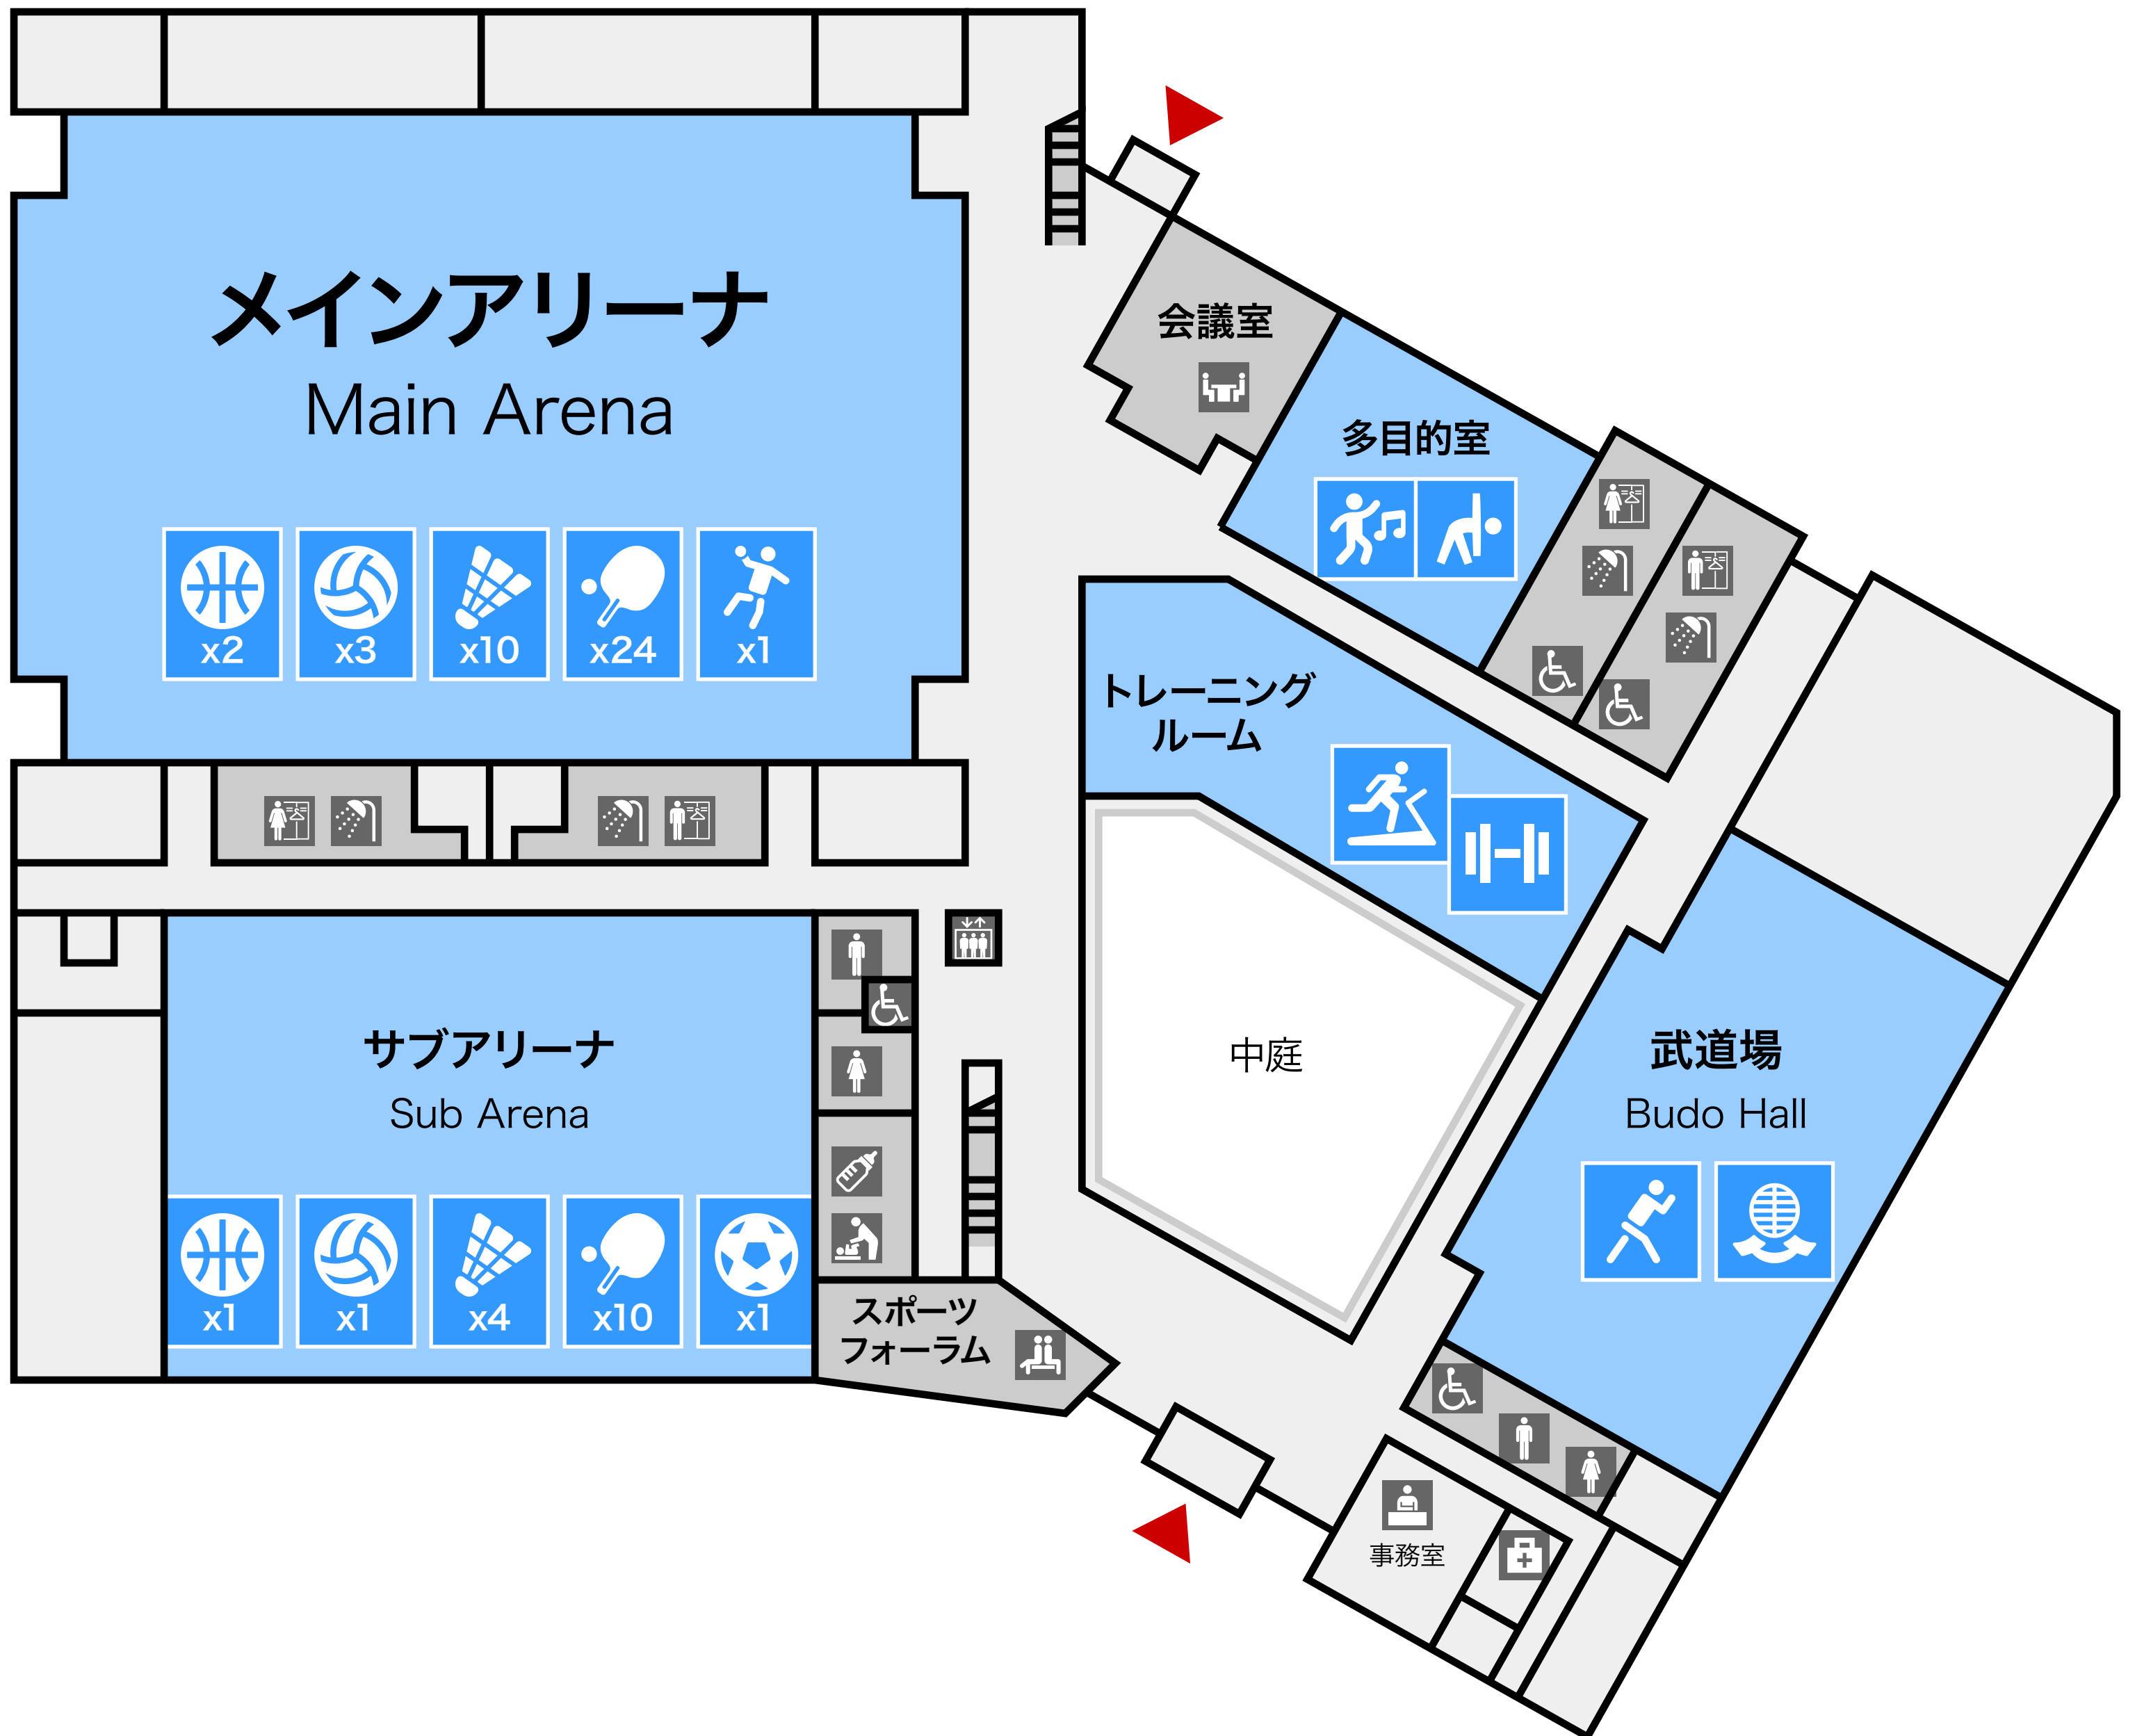 メインアリーナ
Main Arena
x2
x3
x10
x24
x1
会議室
多目的室
トレーニング
ルーム
中庭
サブアリーナ
Sub Arena
x1
x1
x4
x10
x1
スポーツ
フォーラム
武道場
Budo Hall
事務室